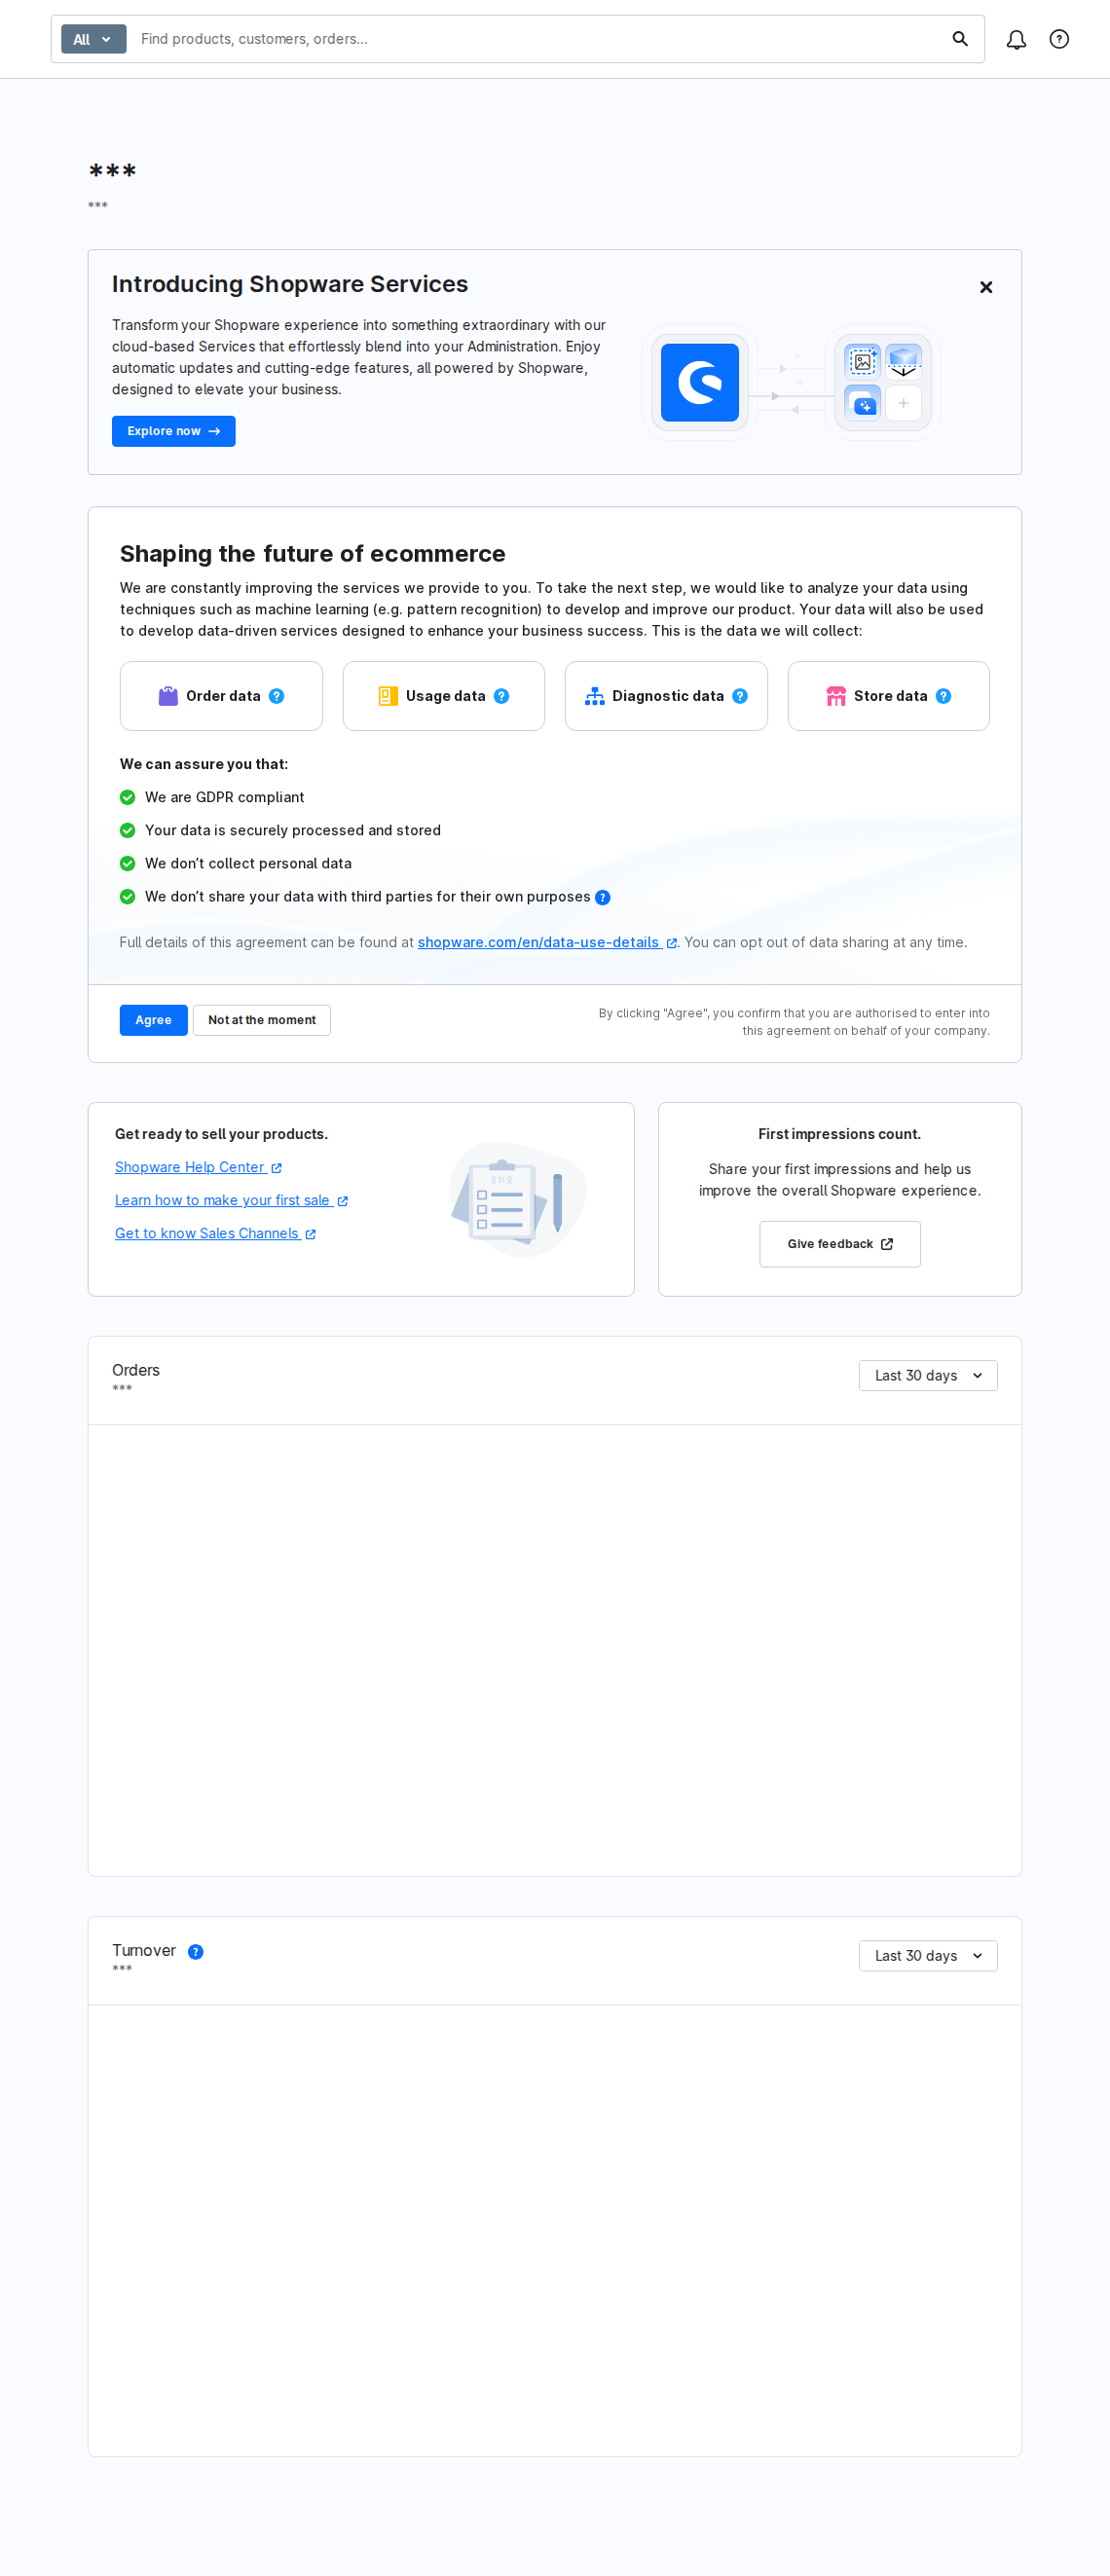 All
Find products, customers, orders...
***
***
Introducing Shopware Services
Transform your Shopware experience into something extraordinary with our
cloud-based Services that effortlessly blend into your Administration. Enjoy
automatic updates and cutting-edge features, all powered by Shopware,
designed to elevate your business.
Explore now
Shaping the future of ecommerce
We are constantly improving the services we provide to you. To take the next step, we would like to analyze your data using
techniques such as machine learning (e.g. pattern recognition) to develop and improve our product. Your data will also be used
to develop data-driven services designed to enhance your business success. This is the data we will collect:
Order data ?
Usage data ?
Diagnostic data ?
Store data ?
We can assure you that:
We are GDPR compliant
Your data is securely processed and stored
We don’t collect personal data
We don’t share your data with third parties for their own purposes ?
Full details of this agreement can be found at shopware.com/en/data-use-details . You can opt out of data sharing at any time.
Agree
Not at the moment
By clicking "Agree", you confirm that you are authorised to enter into
this agreement on behalf of your company.
Get ready to sell your products.
Shopware Help Center
Learn how to make your first sale
Get to know Sales Channels
First impressions count.
Share your first impressions and help us
improve the overall Shopware experience.
Give feedback
Orders
***
Last 30 days
Turnover ?
***
Last 30 days